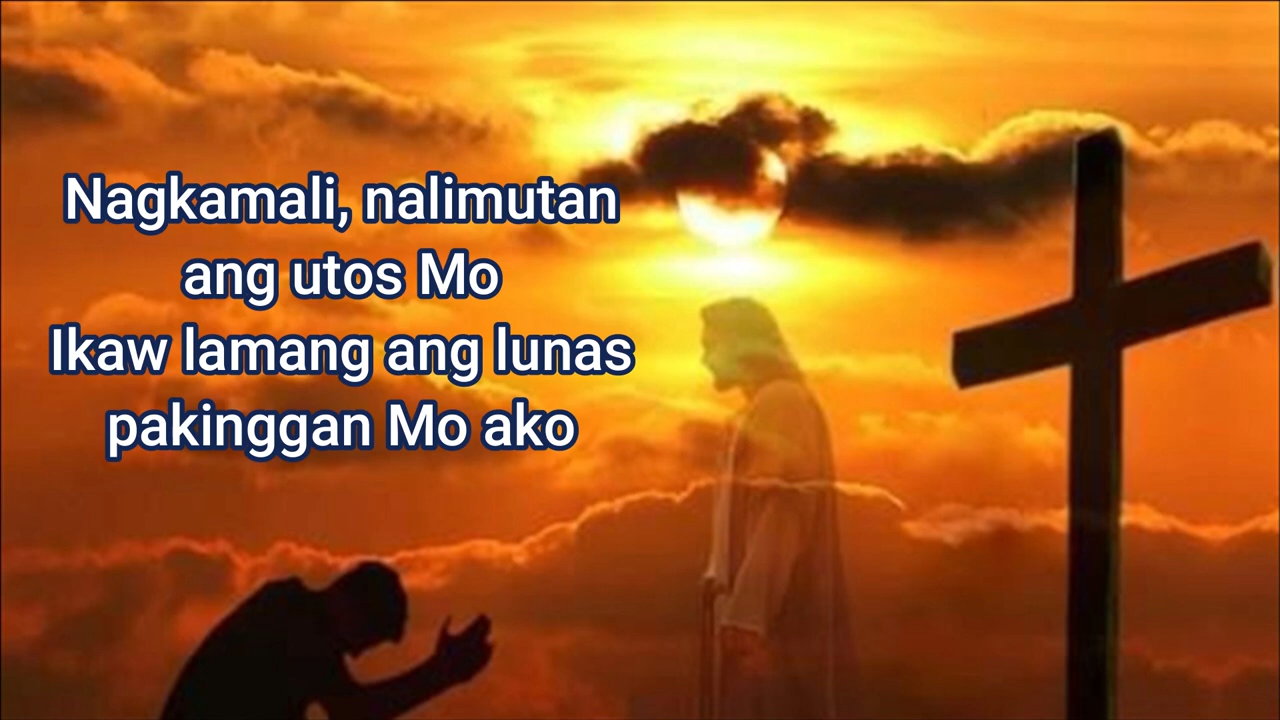 Nagkamali, nalimutan
ang utos Mo
Ikaw lamang ang lunas
pakinggan Mo ako